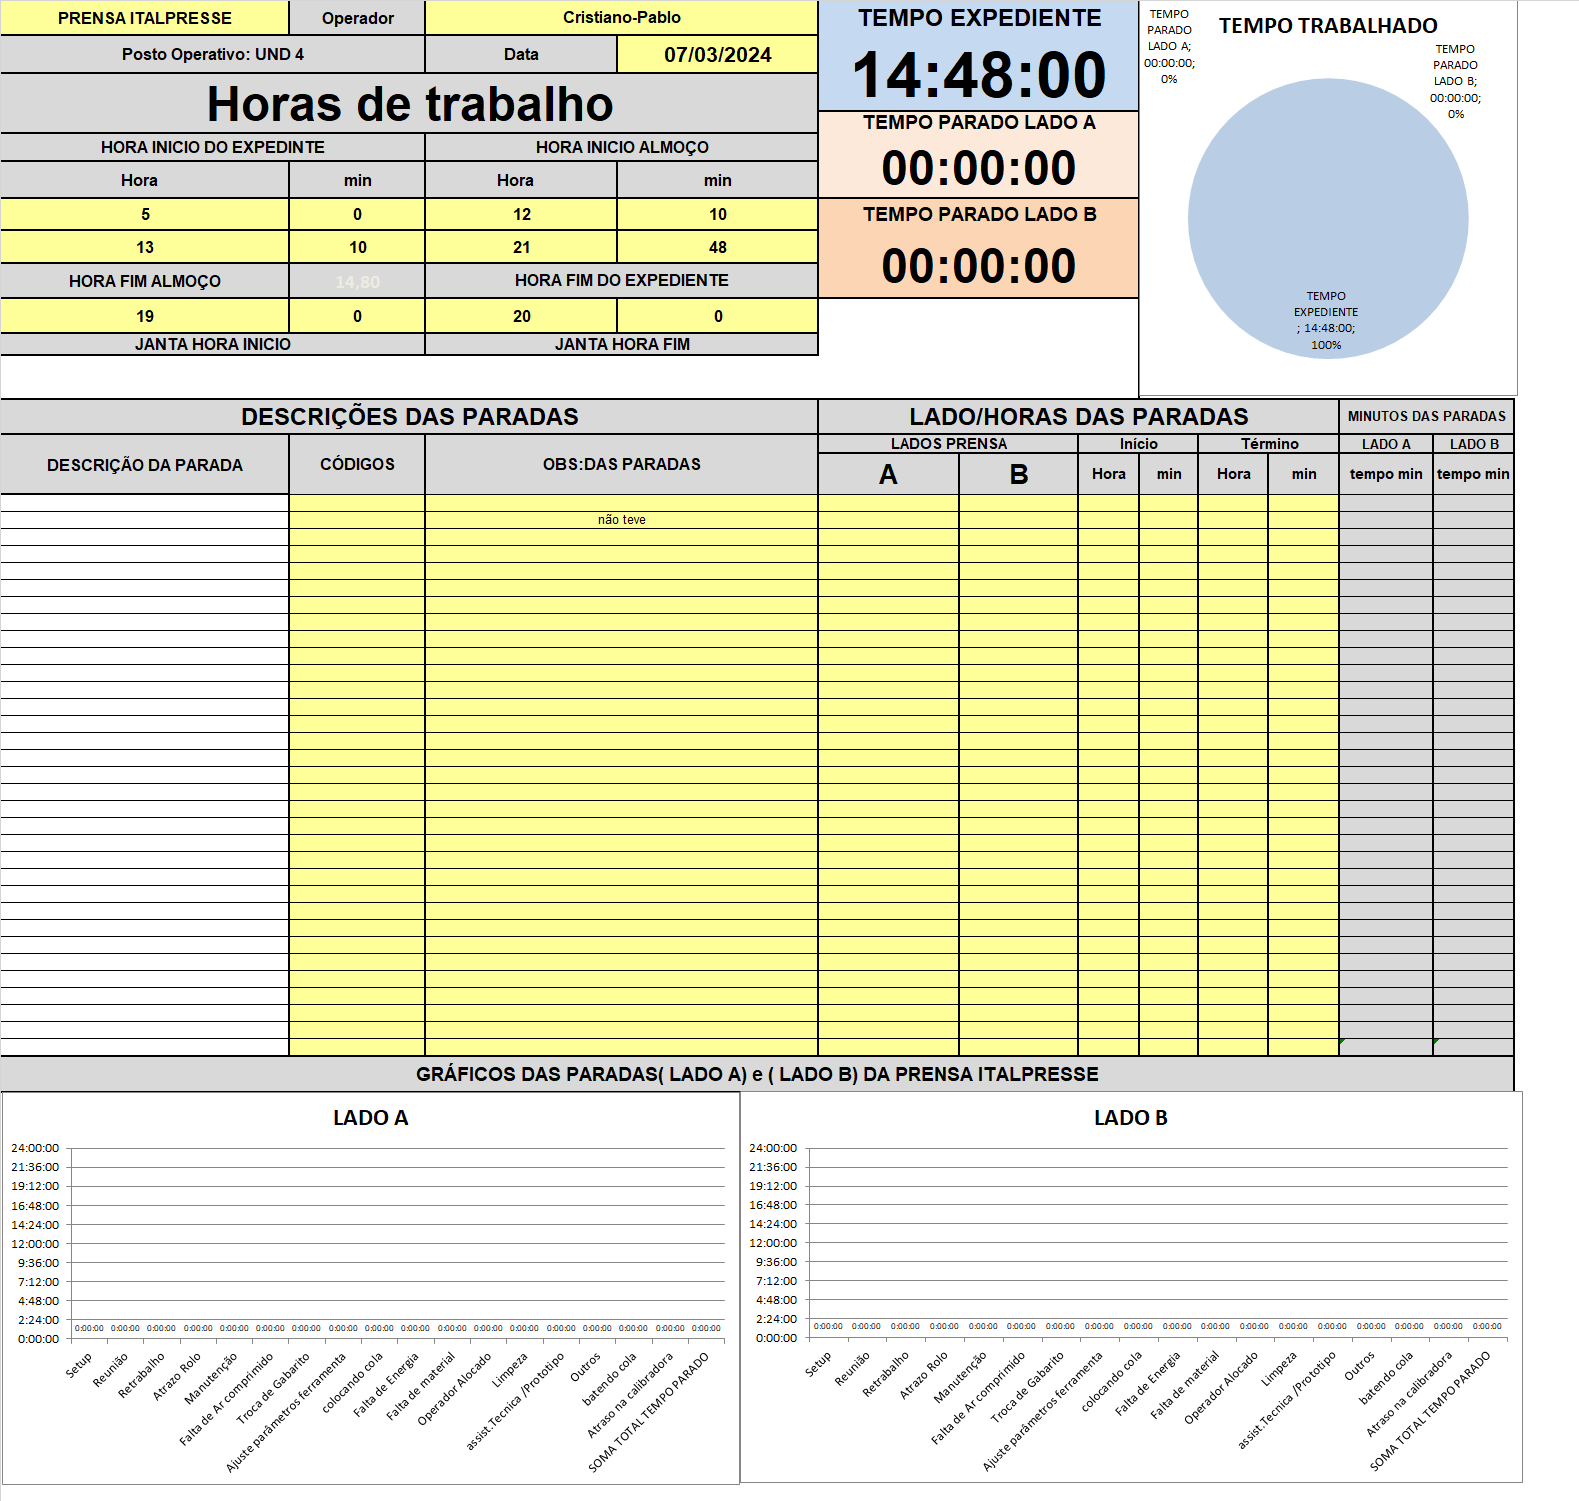 PRENSA ITALPRESSE Operador Cristiano-Pablo
Posto Operativo: UND 4 Data 07/03/2024
Horas de trabalho
HORA INICIO DO EXPEDINTE HORA INICIO ALMOÇO
Hora min Hora min
5 0 12 10
13 10 21 48
HORA FIM ALMOÇO 14,80 HORA FIM DO EXPEDIENTE
19 0 20 0
JANTA HORA INICIO JANTA HORA FIM
TEMPO EXPEDIENTE
14:48:00
TEMPO PARADO LADO A
00:00:00
TEMPO PARADO LADO B
00:00:00
TEMPO TRABALHADO
TEMPO
PARADO
LADO A;
00:00:00;
0%
TEMPO
PARADO
LADO B;
00:00:00;
0%
TEMPO
EXPEDIENTE
; 14:48:00;
100%
DESCRIÇÕES DAS PARADAS LADO/HORAS DAS PARADAS MINUTOS DAS PARADAS
DESCRIÇÃO DA PARADA CÓDIGOS OBS:DAS PARADAS
LADOS PRENSA Início Término LADO A LADO B
A B Hora min Hora min tempo min tempo min
não teve
GRÁFICOS DAS PARADAS( LADO A) e ( LADO B) DA PRENSA ITALPRESSE
LADO A
24:00:00
21:36:00
19:12:00
16:48:00
14:24:00
12:00:00
9:36:00
7:12:00
4:48:00
2:24:00
0:00:00
0:00:00 0:00:00 0:00:00 0:00:00 0:00:00 0:00:00 0:00:00 0:00:00 0:00:00 0:00:00 0:00:00 0:00:00 0:00:00 0:00:00 0:00:00 0:00:00 0:00:00 0:00:00
Setup
Reunião
Retrabalho
Atrazo Rolo
Manutenção
Falta de Ar comprimido
Troca de Gabarito
Ajuste parâmetros ferramenta
colocando cola
Falta de Energia
Falta de material
Operador Alocado
Limpeza
assist.Tecnica /Prototipo
Outros
batendo cola
Atraso na calibradora
SOMA TOTAL TEMPO PARADO
LADO B
24:00:00
21:36:00
19:12:00
16:48:00
14:24:00
12:00:00
9:36:00
7:12:00
4:48:00
2:24:00
0:00:00
0:00:00 0:00:00 0:00:00 0:00:00 0:00:00 0:00:00 0:00:00 0:00:00 0:00:00 0:00:00 0:00:00 0:00:00 0:00:00 0:00:00 0:00:00 0:00:00 0:00:00 0:00:00
Setup
Reunião
Retrabalho
Atrazo Rolo
Manutenção
Falta de Ar comprimido
Troca de Gabarito
Ajuste parâmetros ferramenta
colocando cola
Falta de Energia
Falta de material
Operador Alocado
Limpeza
assist.Tecnica /Prototipo
Outros
batendo cola
Atraso na calibradora
SOMA TOTAL TEMPO PARADO